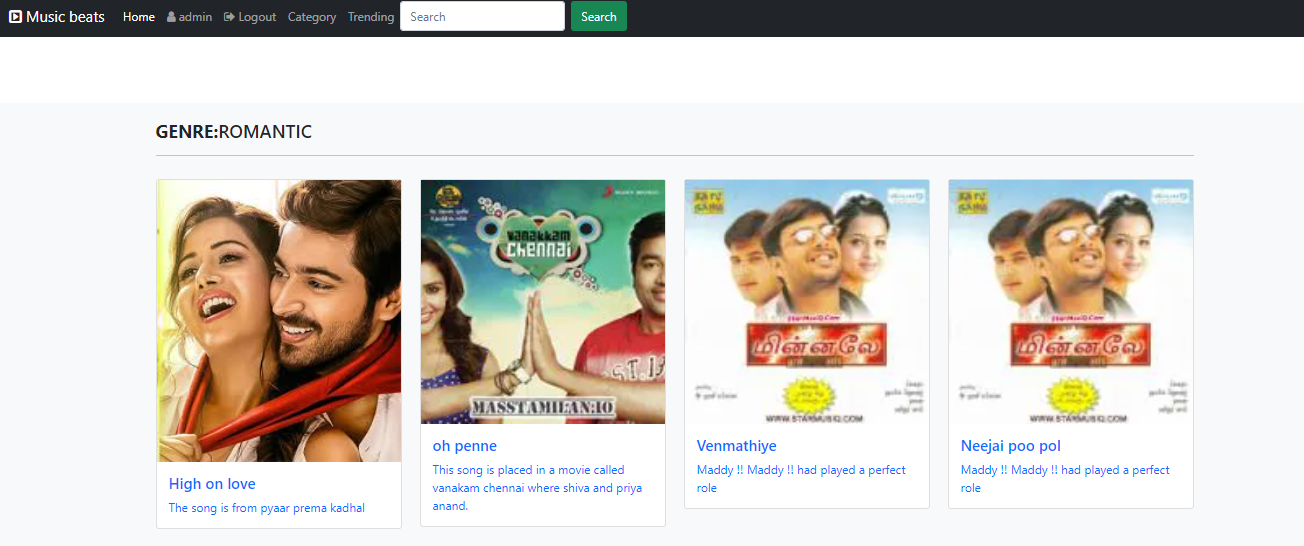 Music beats Home admin Logout Category Trending Search Search
GENRE:ROMANTIC
SONY MUSIC
vanakkam
CHENNAI
ST.
MASSTAMILAN:IO
மின்னலே
WWW.STARMUSIQ.COM
மின்னலே
WWW.STARMUSIQ.COM
High on love
The song is from pyaar prema kadhal
oh penne
This song is placed in a movie called
vanakam chennai where shiva and priya
anand.
Venmathiye
Maddy !! Maddy !! had played a perfect
role
Neejai poo pol
Maddy !! Maddy !! had played a perfect
role